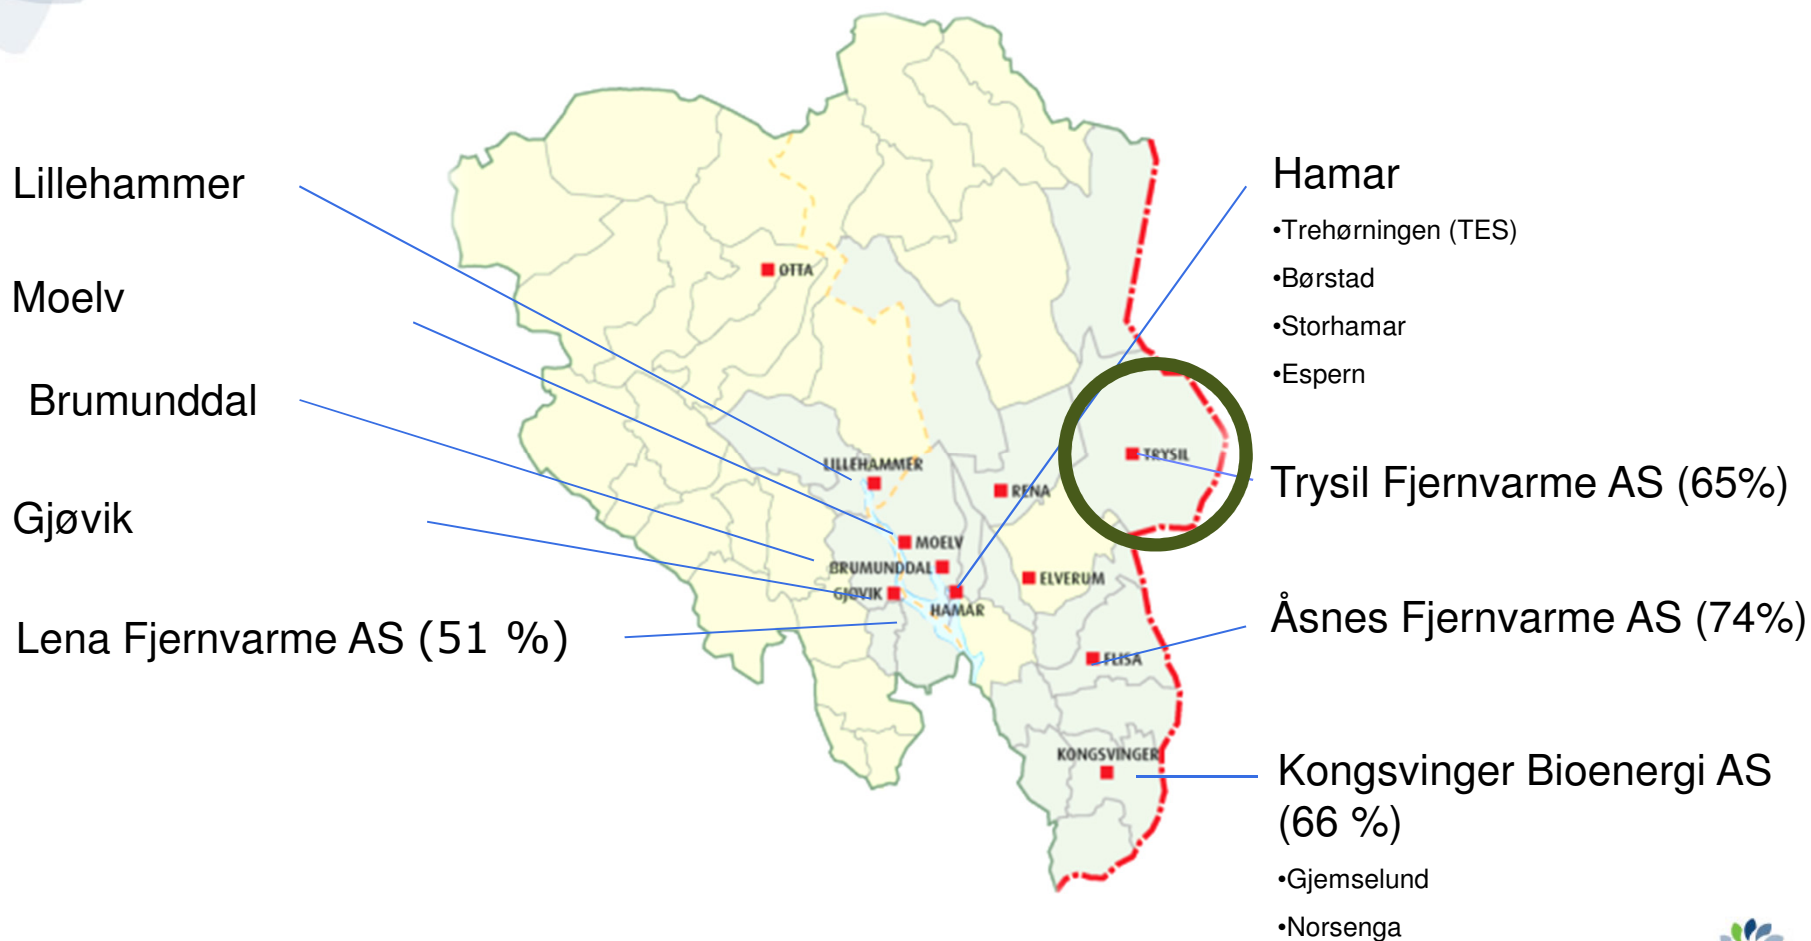 Lillehammer
Moelv
Brumunddal
Gjøvik
Lena Fjernvarme AS (51 %)
OTTA
LILLEHAMMER
RENA
TRYSIL
MOELV
BRUMUNDDAL
GJØVIK
HAMAR
ELVERUM
FLISA
KONGSVINGER
Hamar
•Trehørningen (TES)
•Børstad
•Storhamar
•Espern
Trysil Fjernvarme AS (65%)
Åsnes Fjernvarme AS (74%)
Kongsvinger Bioenergi AS
(66 %)
•Gjemselund
•Norsenga